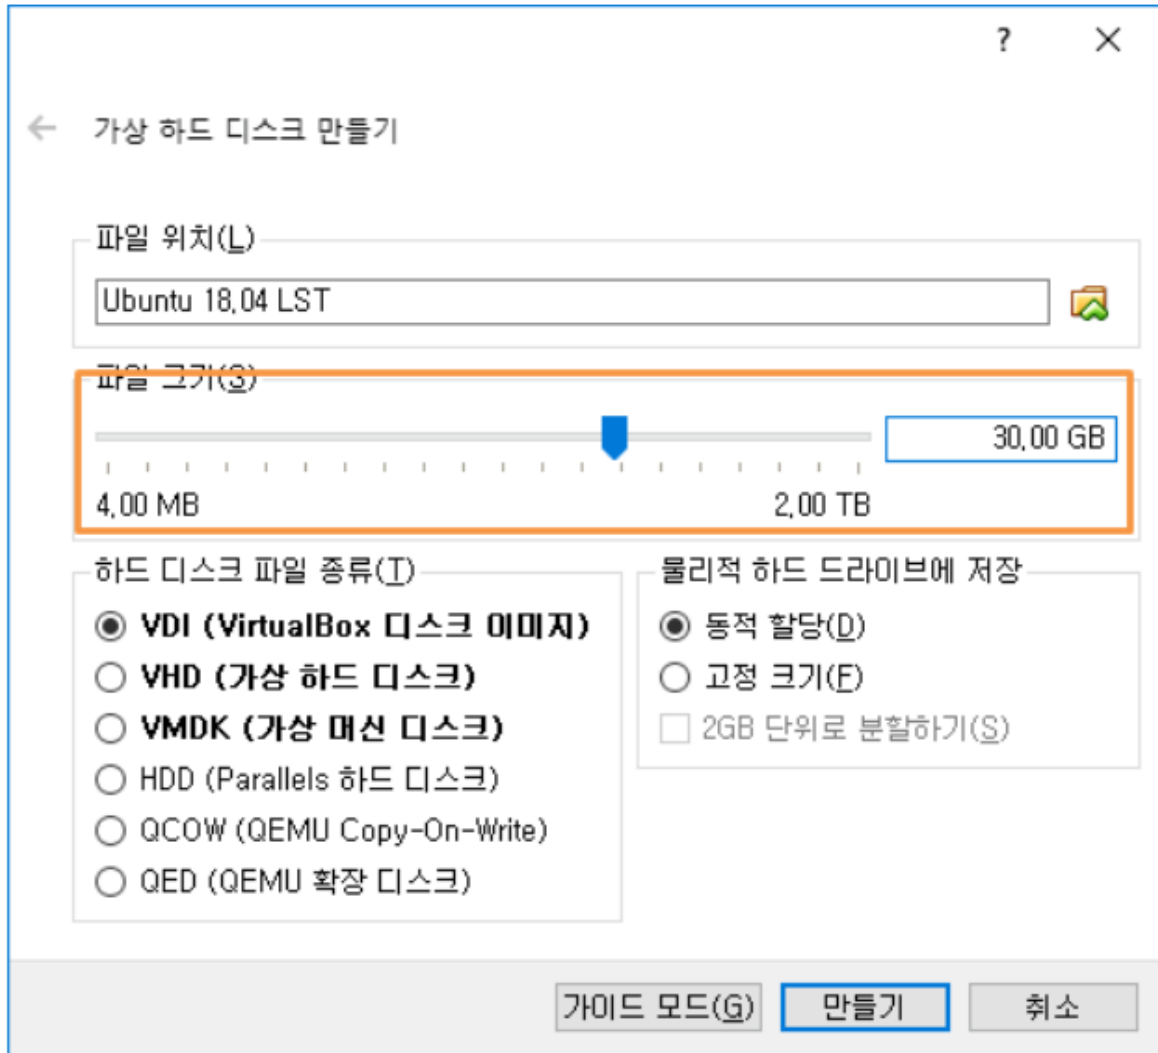 ?
가상 하드 디스크 만들기
파일 위치(L)
Ubuntu 18,04 LST
파일 크기(S)
30,00 GB
4,00 MB 2,00 TB
하드 디스크 파일 종류(T)
VDI (VirtualBox 디스크 이미지)
VHD (가상 하드 디스크)
VMDK (가상 머신 디스크)
HDD (Parallels 하드 디스크)
QCOW (QEMU Copy-On-Write)
QED (QEMU 확장 디스크)
물리적 하드 드라이브에 저장
동적 할당(D)
고정 크기(F)
2GB 단위로 분할하기(S)
가이드 모드(G) 만들기 취소